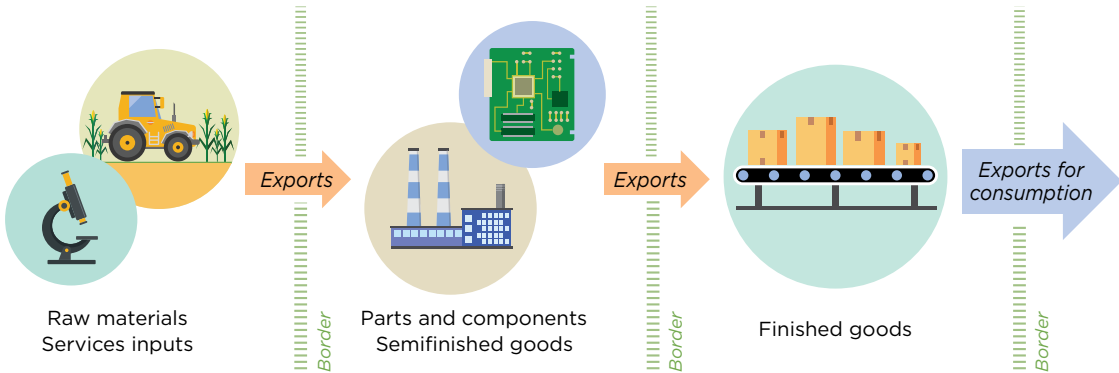 Exports
Exports
Exports for
consumption
Raw materials
Services inputs
Border
Parts and components
Semifinished goods
Border
Finished goods
Border